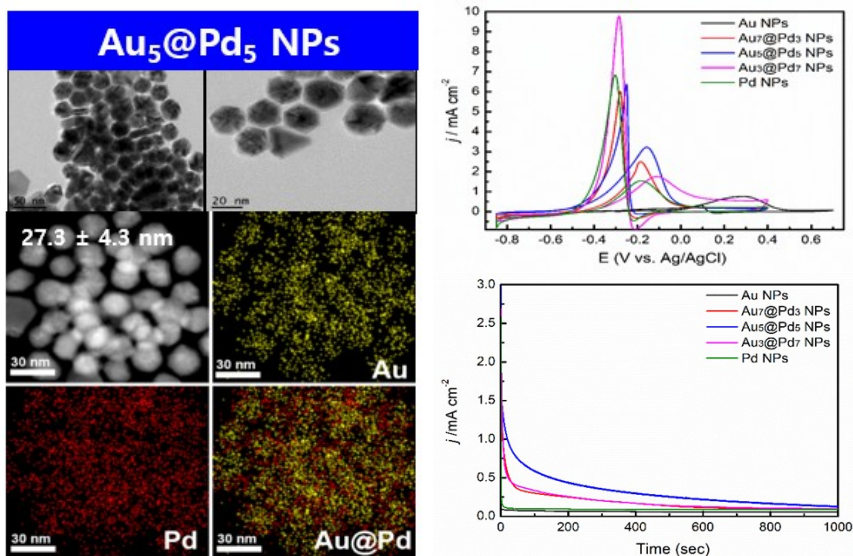 Au₅@Pd₅ NPs
50 nm
20 nm
27.3 ± 4.3 nm
30 nm
30 nm
Au
30 nm
Pd
30 nm
Au@Pd
10
9
8
7
6
5
4
3
2
1
0
j / mA cm⁻²
Au NPs
Au₇@Pd₃ NPs
Au₅@Pd₅ NPs
Au₃@Pd₇ NPs
Pd NPs
-0.8 -0.6 -0.4 -0.2 0.0 0.2 0.4 0.6
E (V vs. Ag/AgCl)
3.0
2.5
2.0
1.5
1.0
0.5
0.0
j /mA cm⁻²
Au NPs
Au₇@Pd₃ NPs
Au₅@Pd₅ NPs
Au₃@Pd₇ NPs
Pd NPs
0 200 400 600 800 1000
Time (sec)